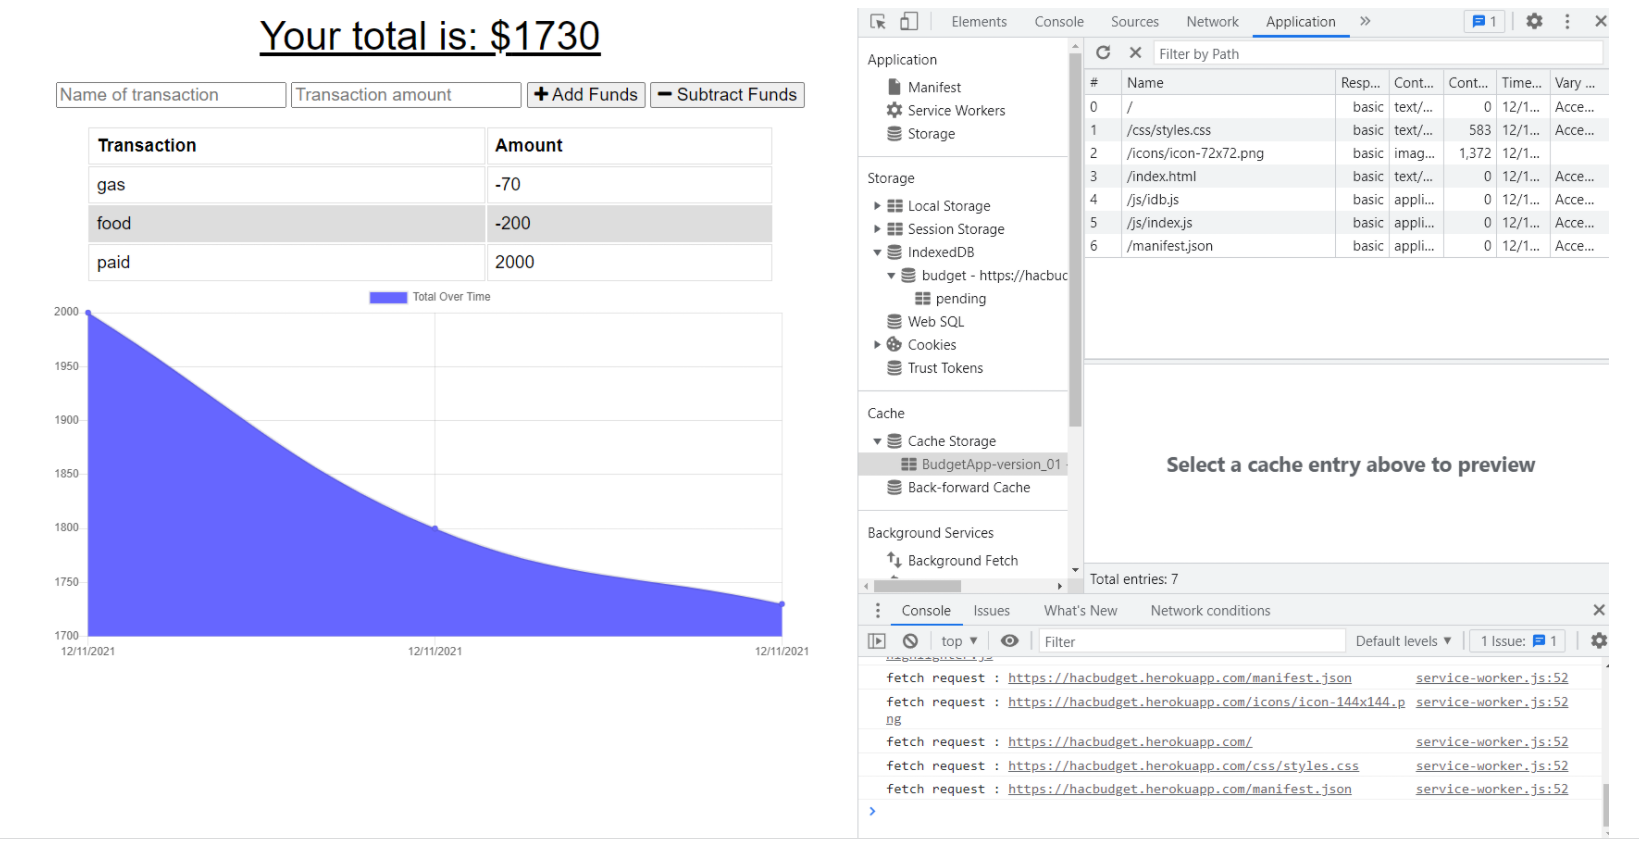 Your total is: $1730
Name of transaction Transaction amount Add Funds Subtract Funds
Transaction Amount
gas -70
food -200
paid 2000
Total Over Time
2000
1950
1900
1850
1800
1750
1700
12/11/2021 12/11/2021 12/11/2021
Elements Console Sources Network Application » 1
Application
Manifest
Service Workers
Storage
Storage
Local Storage
Session Storage
IndexedDB
budget - https://hacbuc
pending
Web SQL
Cookies
Trust Tokens
Cache
Cache Storage
BudgetApp-version_01 -
Back-forward Cache
Background Services
Background Fetch
Filter by Path
# Name Resp... Cont... Cont... Time... Vary ...
0 / basic text/... 0 12/1... Acce...
1 /css/styles.css basic text/... 583 12/1... Acce...
2 /icons/icon-72x72.png basic imag... 1,372 12/1...
3 /index.html basic text/... 0 12/1... Acce...
4 /js/idb.js basic appli... 0 12/1... Acce...
5 /js/index.js basic appli... 0 12/1... Acce...
6 /manifest.json basic appli... 0 12/1... Acce...
Select a cache entry above to preview
Total entries: 7
Console Issues What's New Network conditions
top Filter Default levels 1 Issue: 1
fetch request : https://hacbudget.herokuapp.com/manifest.json service-worker.js:52
fetch request : https://hacbudget.herokuapp.com/icons/icon-144x144.p service-worker.js:52
ng
fetch request : https://hacbudget.herokuapp.com/ service-worker.js:52
fetch request : https://hacbudget.herokuapp.com/css/styles.css service-worker.js:52
fetch request : https://hacbudget.herokuapp.com/manifest.json service-worker.js:52